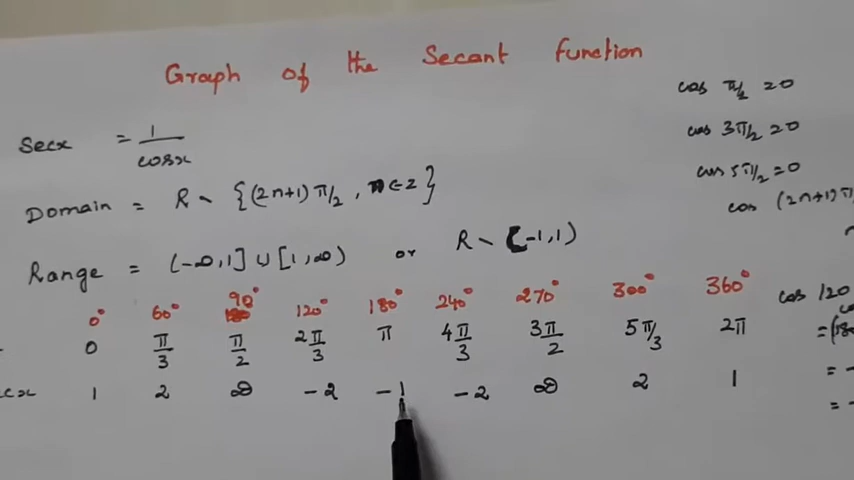 Graph of the Secant function
cos π/2 = 0
Secx = 1/cosx
cos 3π/2 = 0
cos 5π/2 = 0
Domain = R ~ {(2n+1) π/2, n ∈ z}
cos (2n+1)π/
Range = (-∞,1] ∪ [1,∞) or R ~ (-1,1)
0° 60° 90° 120° 180° 240° 270° 300° 360°
cos 120
0 π/3 π/2 2π/3 π 4π/3 3π/2 5π/3 2π
= (18
ecx 1 2 ∞ -2 -1 -2 ∞ 2 1
= -
= -